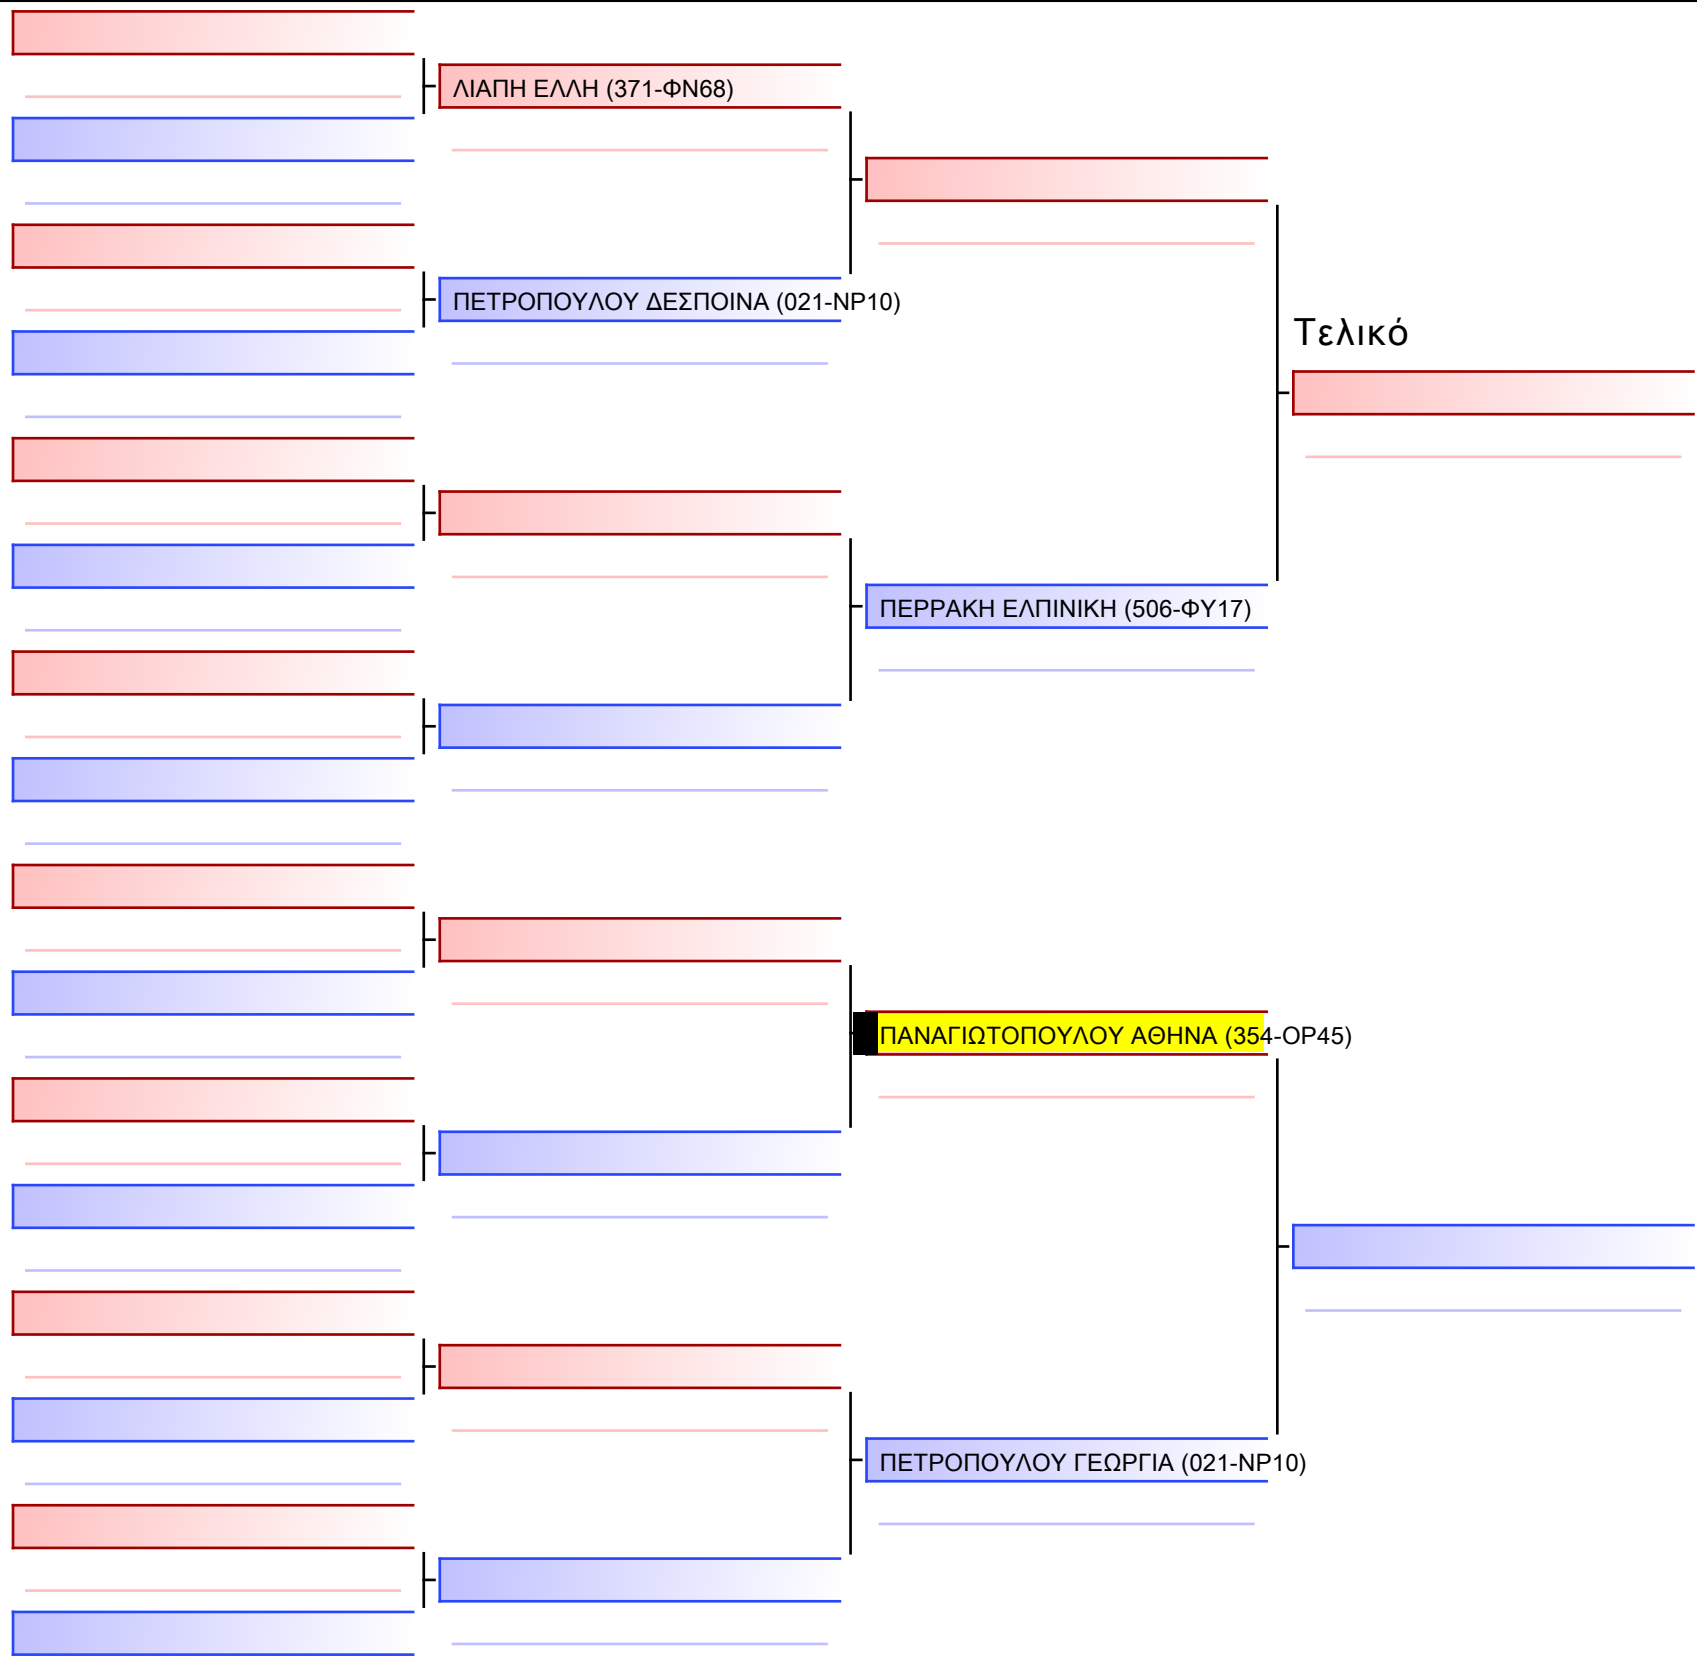 ΛΙΑΠΗ ΕΛΛΗ (371-ΦΝ68)
ΠΕΤΡΟΠΟΥΛΟΥ ΔΕΣΠΟΙΝΑ (021-ΝΡ10)
Τελικό
ΠΕΡΡΑΚΗ ΕΛΠΙΝΙΚΗ (506-ΦΥ17)
ΠΑΝΑΓΙΩΤΟΠΟΥΛΟΥ ΑΘΗΝΑ (354-ΟΡ45)
ΠΕΤΡΟΠΟΥΛΟΥ ΓΕΩΡΓΙΑ (021-ΝΡ10)